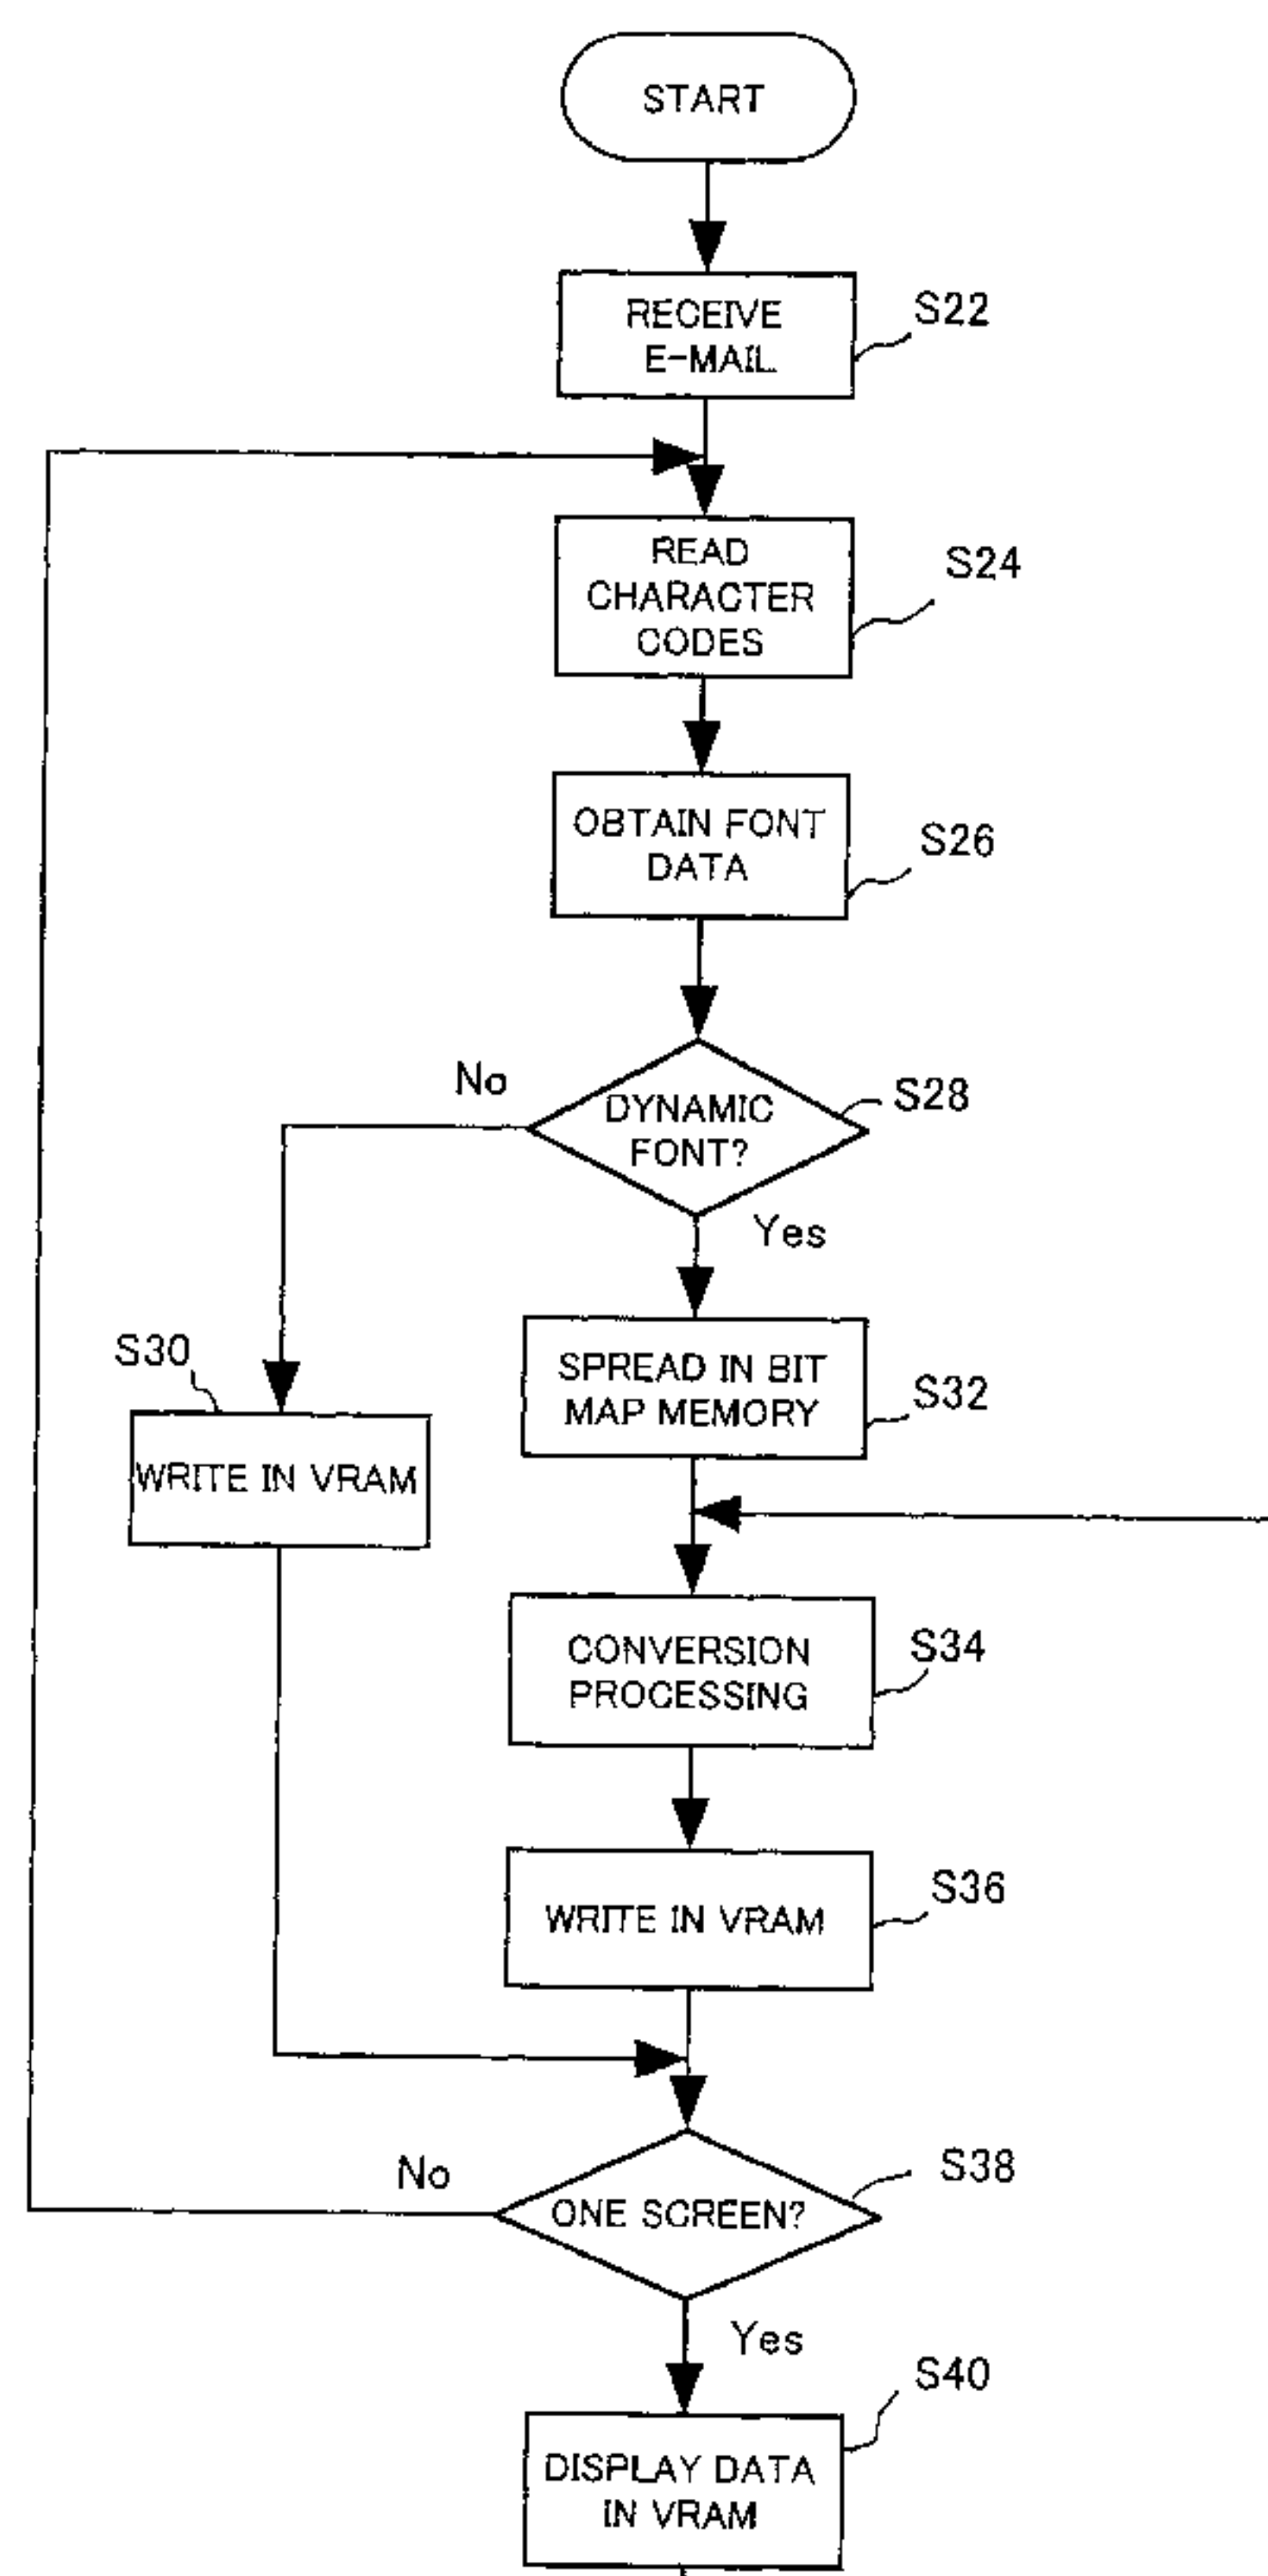 START
RECEIVE
E-MAIL
S22
READ
CHARACTER
CODES
S24
OBTAIN FONT
DATA
S26
No
DYNAMIC
FONT?
S28
Yes
S30
WRITE IN VRAM
SPREAD IN BIT
MAP MEMORY
S32
CONVERSION
PROCESSING
S34
WRITE IN VRAM
S36
No
ONE SCREEN?
S38
Yes
DISPLAY DATA
IN VRAM
S40